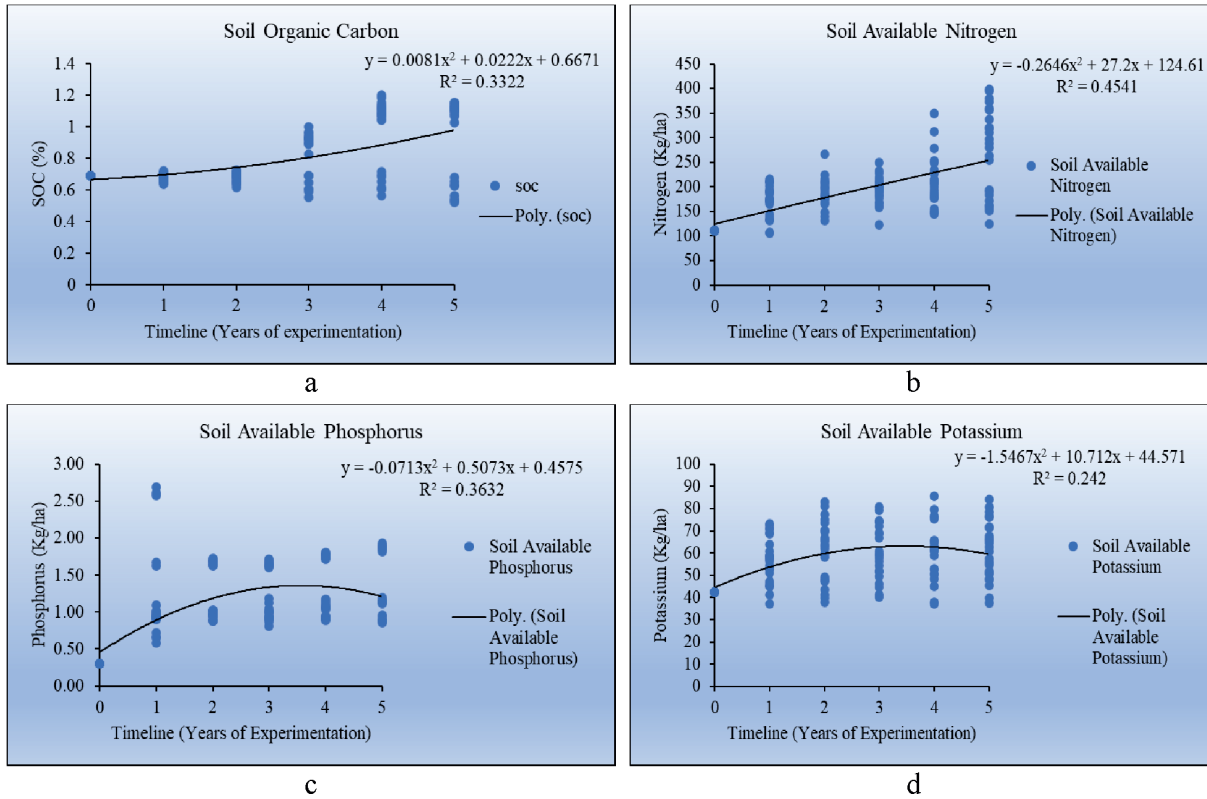 Soil Organic Carbon
y = 0.0081x² + 0.0222x + 0.6671
R² = 0.3322
SOC (%)
1.4
1.2
1
0.8
0.6
0.4
0.2
0
0 1 2 3 4 5
Timeline (Years of experimentation)
soc
Poly. (soc)
a
Soil Available Nitrogen
y = -0.2646x² + 27.2x + 124.61
R² = 0.4541
Nitrogen (Kg/ha)
450
400
350
300
250
200
150
100
50
0
0 1 2 3 4 5
Timeline (Years of Experimentation)
Soil Available
Nitrogen
Poly. (Soil Available
Nitrogen)
b
Soil Available Phosphorus
y = -0.0713x² + 0.5073x + 0.4575
R² = 0.3632
Phosphorus (Kg/ha)
3.00
2.50
2.00
1.50
1.00
0.50
0.00
0 1 2 3 4 5
Timeline (Years of Experimentation)
Soil Available
Phosphorus
Poly. (Soil
Available
Phosphorus)
c
Soil Available Potassium
y = -1.5467x² + 10.712x + 44.571
R² = 0.242
Potassium (Kg/ha)
100
90
80
70
60
50
40
30
20
10
0
0 1 2 3 4 5
Timeline (Years of Experimentation)
Soil Available
Potassium
Poly. (Soil
Available
Potassium)
d